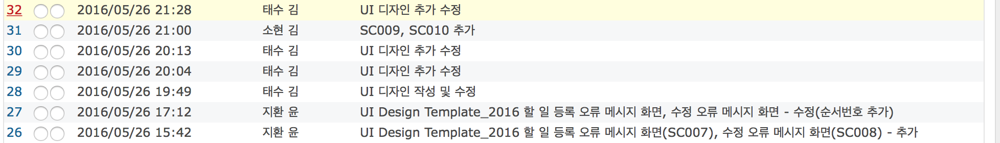 32 2016/05/26 21:28 태수 김 UI 디자인 추가 수정
31 2016/05/26 21:00 소현 김 SC009, SC010 추가
30 2016/05/26 20:13 태수 김 UI 디자인 추가 수정
29 2016/05/26 20:04 태수 김 UI 디자인 추가 수정
28 2016/05/26 19:49 태수 김 UI 디자인 작성 및 수정
27 2016/05/26 17:12 지환 윤 UI Design Template_2016 할 일 등록 오류 메시지 화면, 수정 오류 메시지 화면 - 수정(순서번호 추가)
26 2016/05/26 15:42 지환 윤 UI Design Template_2016 할 일 등록 오류 메시지 화면(SC007), 수정 오류 메시지 화면(SC008) - 추가